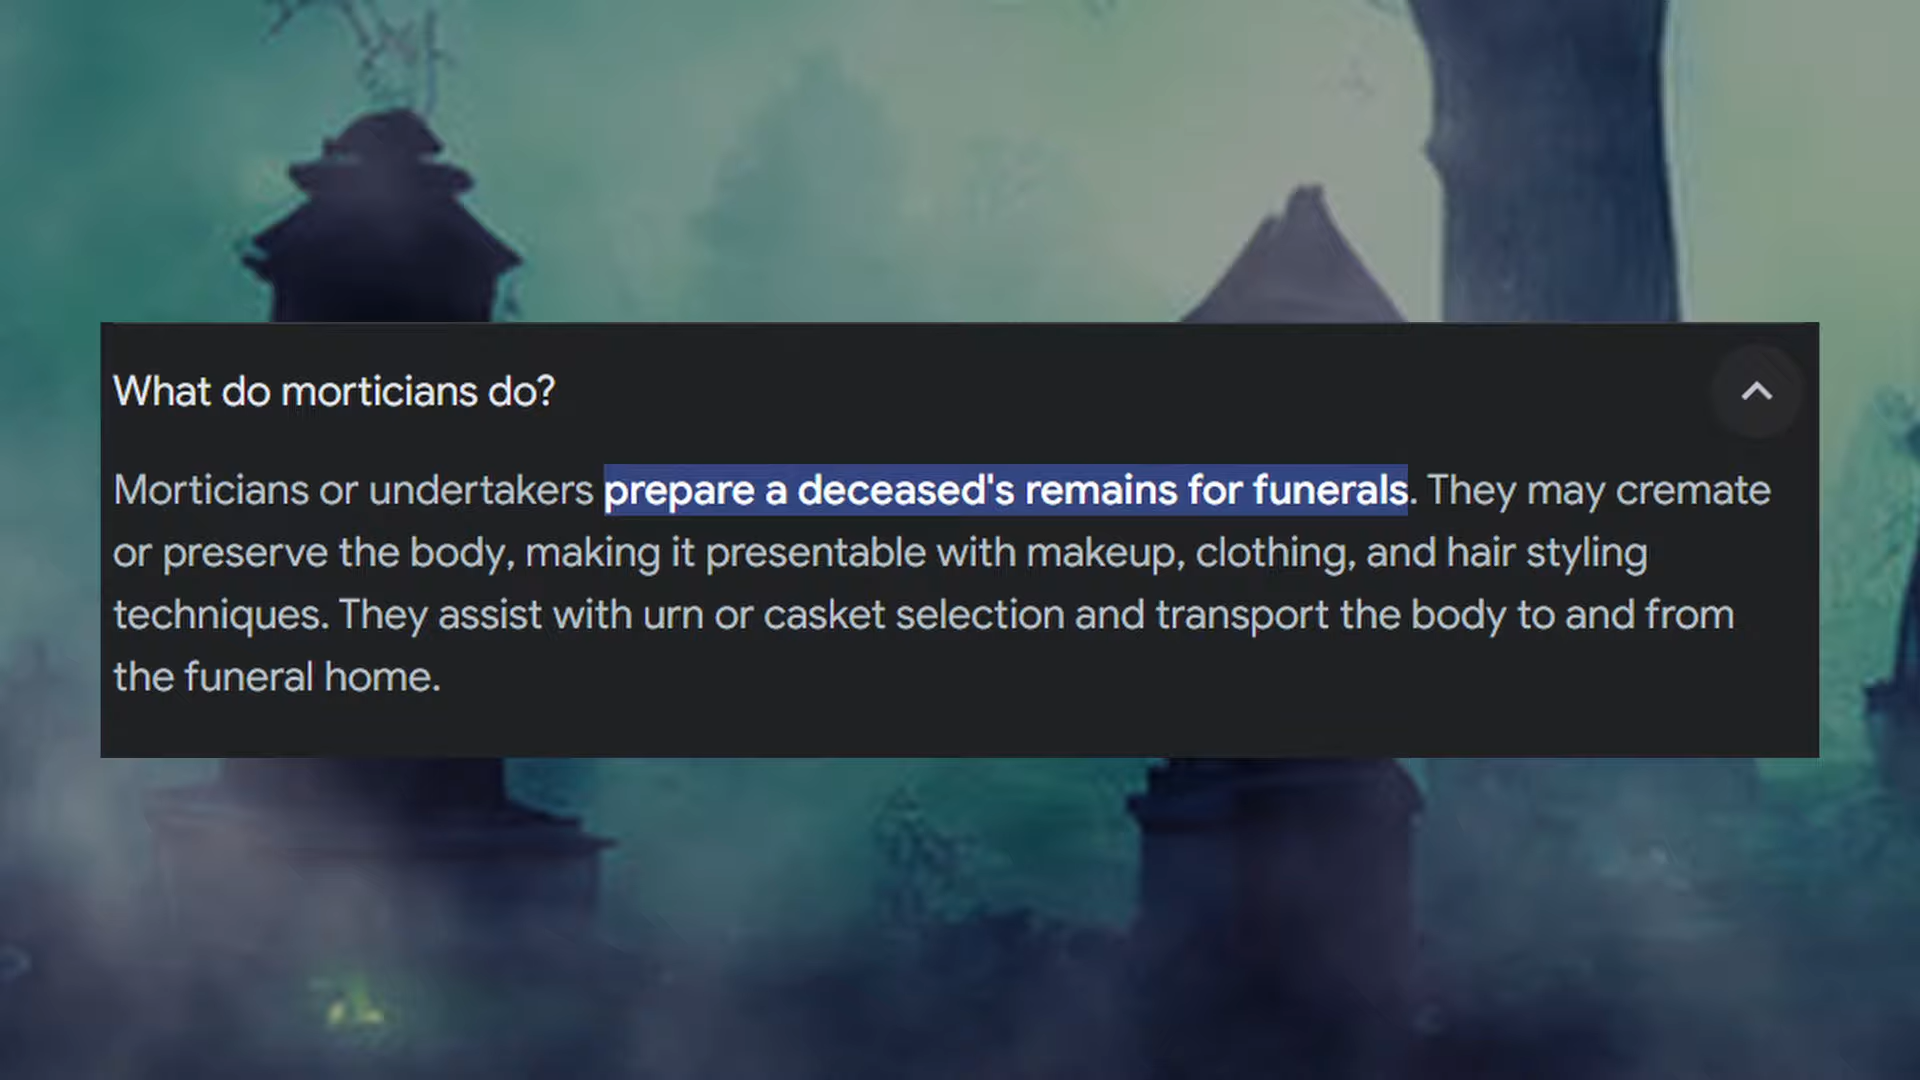 What do morticians do?
Morticians or undertakers prepare a deceased's remains for funerals. They may cremate
or preserve the body, making it presentable with makeup, clothing, and hair styling
techniques. They assist with urn or casket selection and transport the body to and from
the funeral home.